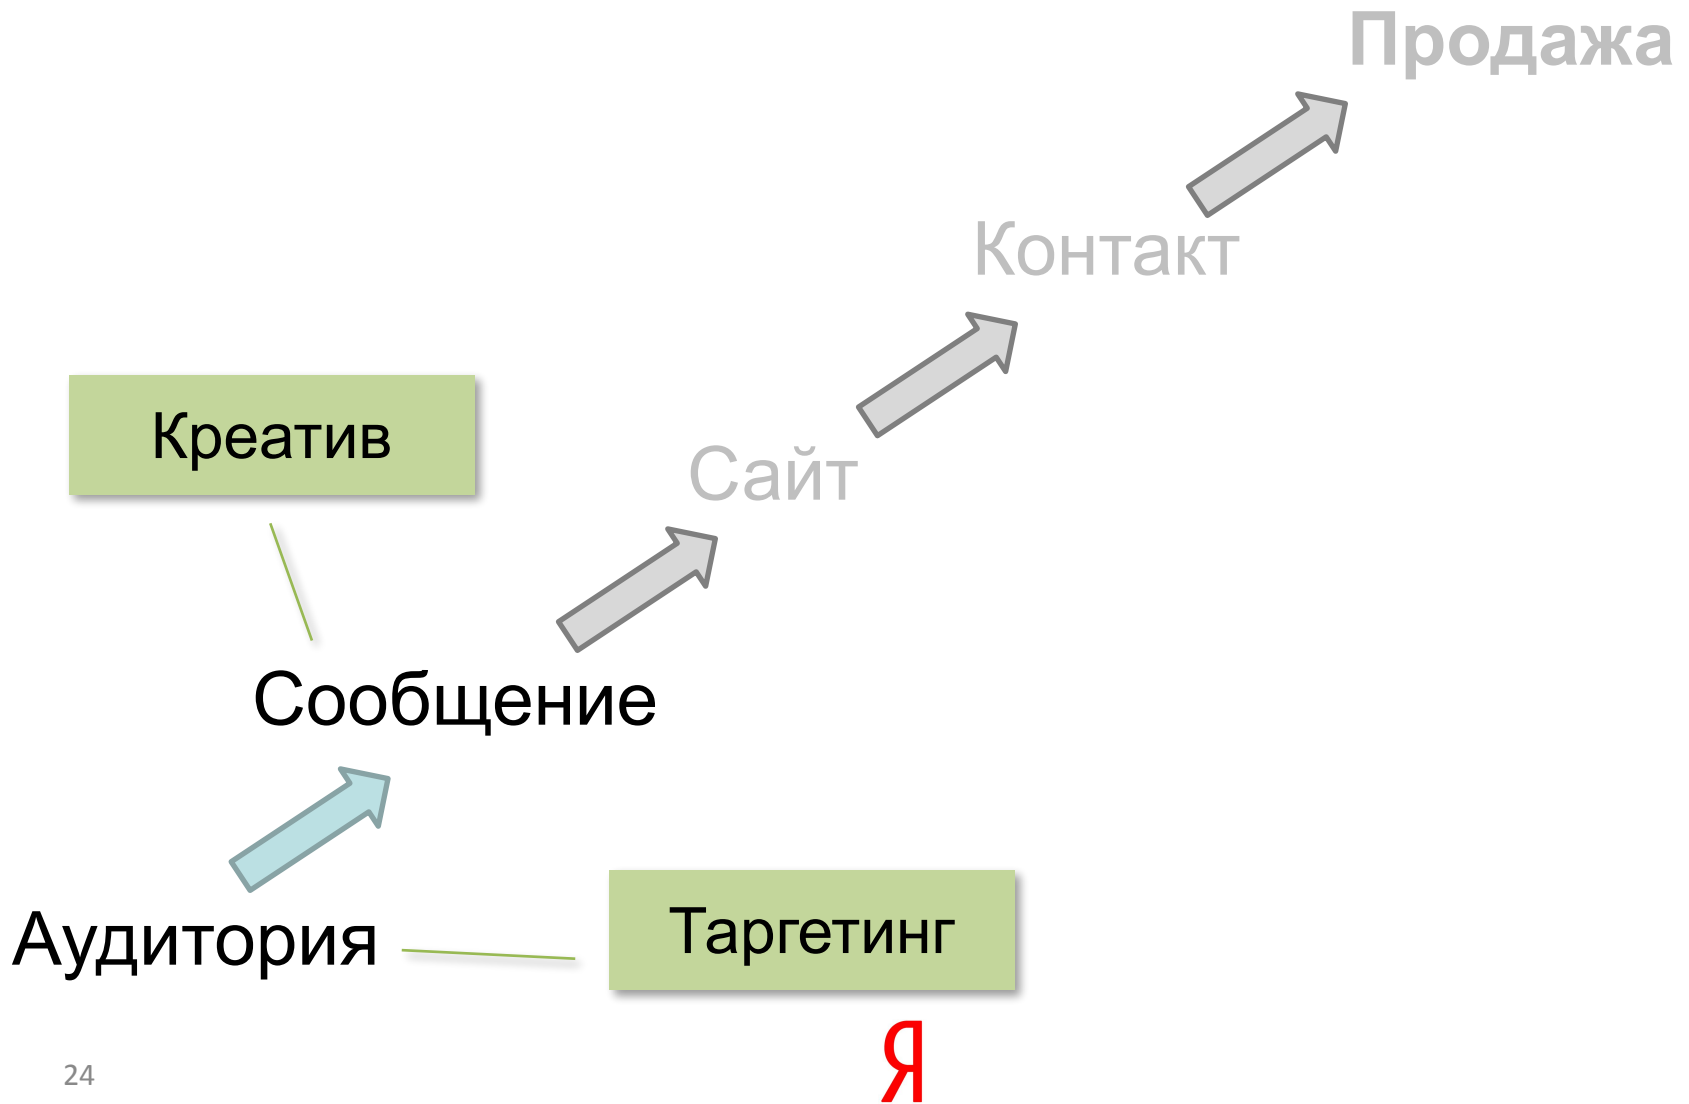 Продажа
Контакт
Креатив
Сайт
Сообщение
Аудитория
Таргетинг
Я
24